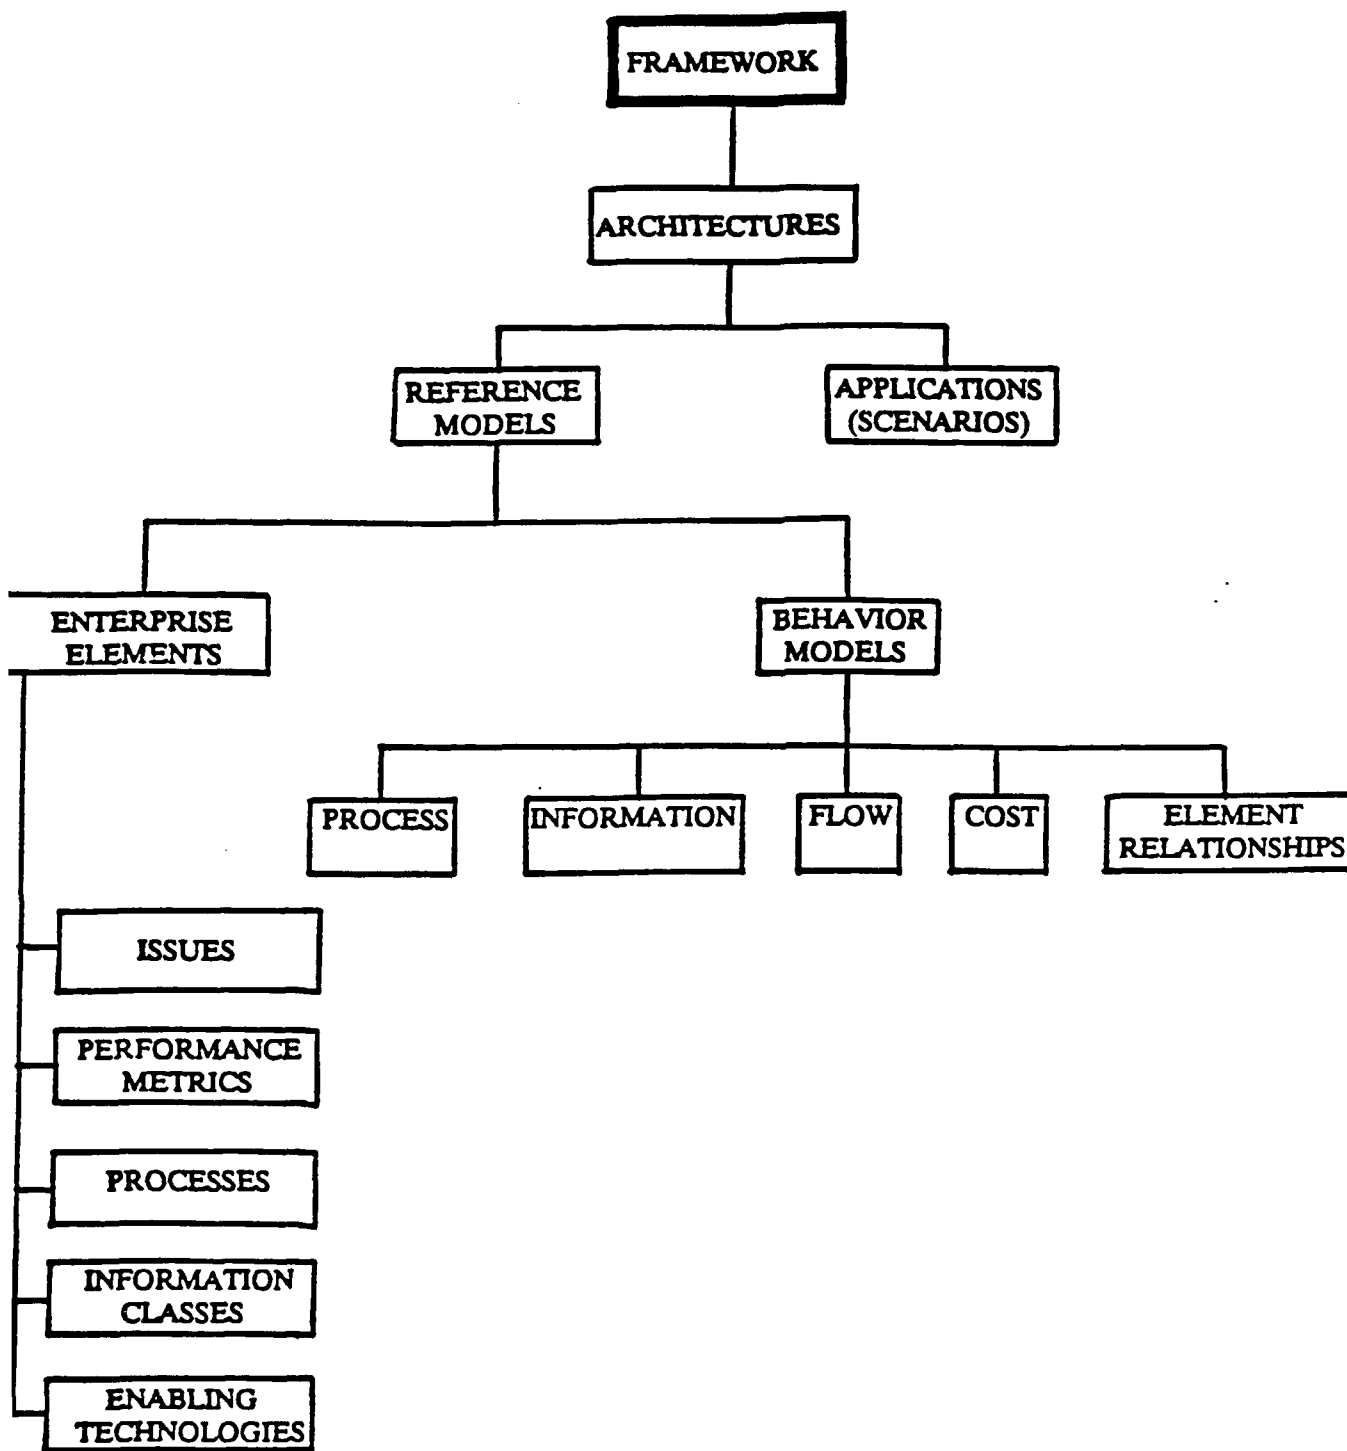 FRAMEWORK
ARCHITECTURES
REFERENCE
MODELS
APPLICATIONS
(SCENARIOS)
ENTERPRISE
ELEMENTS
BEHAVIOR
MODELS
PROCESS
INFORMATION
FLOW
COST
ELEMENT
RELATIONSHIPS
ISSUES
PERFORMANCE
METRICS
PROCESSES
INFORMATION
CLASSES
ENABLING
TECHNOLOGIES